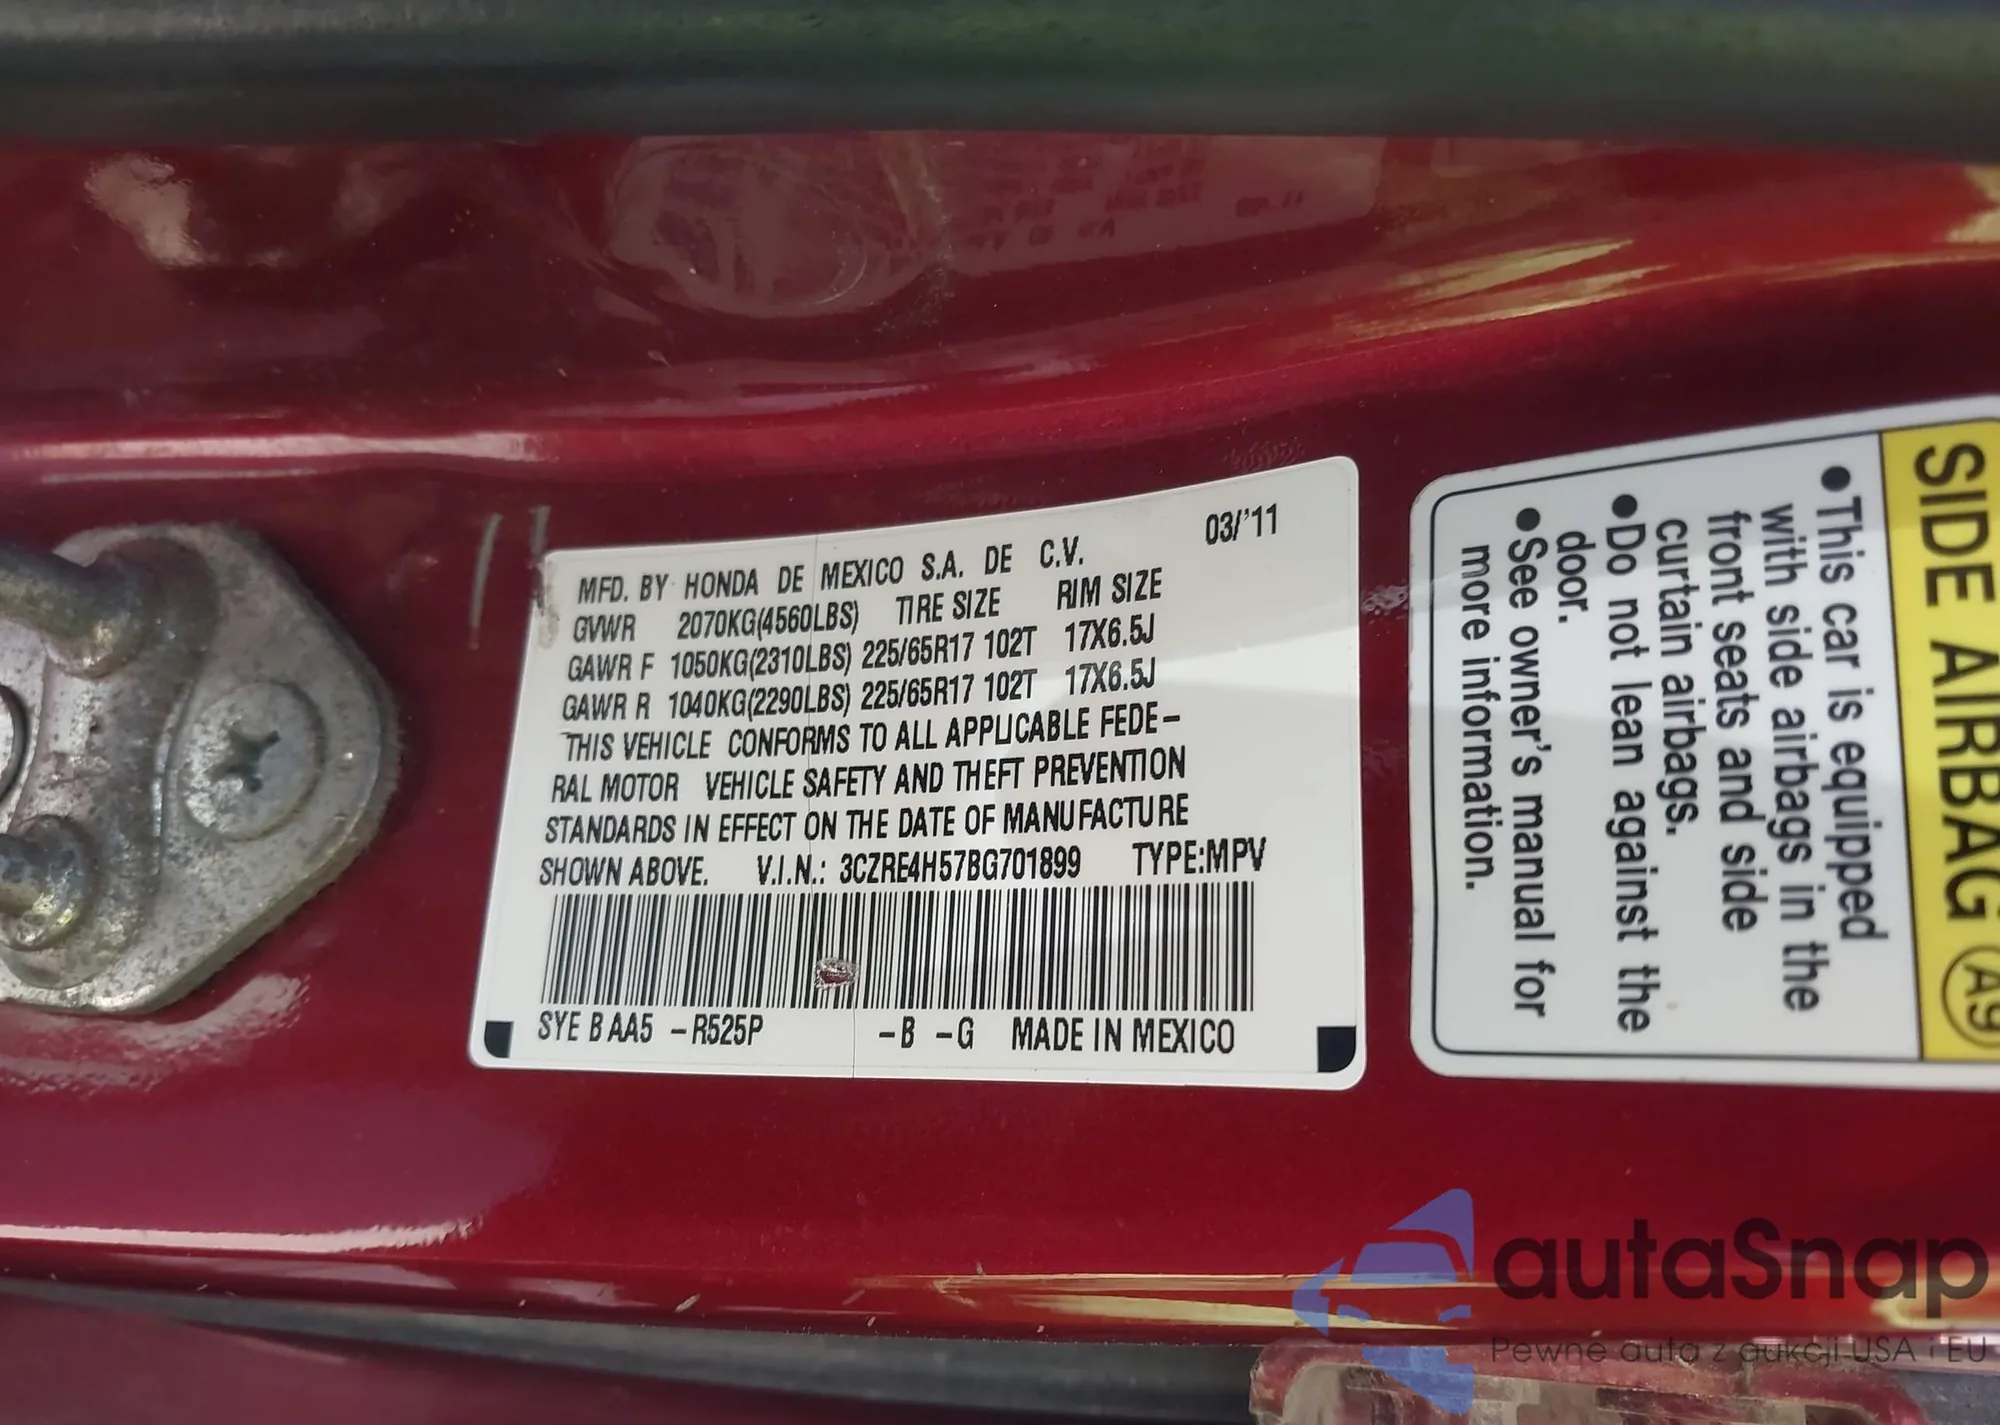 03/'11
MFD. BY HONDA DE MEXICO S.A. DE C.V.
GVWR 2070KG(4560LBS) TIRE SIZE RIM SIZE
GAWR F 1050KG(2310LBS) 225/65R17 102T 17X6.5J
GAWR R 1040KG(2290LBS) 225/65R17 102T 17X6.5J
THIS VEHICLE CONFORMS TO ALL APPLICABLE FEDE-
RAL MOTOR VEHICLE SAFETY AND THEFT PREVENTION
STANDARDS IN EFFECT ON THE DATE OF MANUFACTURE
SHOWN ABOVE. V.I.N.: 3CZRE4H57BG701899 TYPE:MPV
SYE B AA5 -R525P -B -G MADE IN MEXICO
SIDE AIRBAG A9
●This car is equipped
with side airbags in the
front seats and side
curtain airbags.
●Do not lean against the
door.
●See owner's manual for
more information.
autaSnap
Pewne auta z aukcji USA i EU